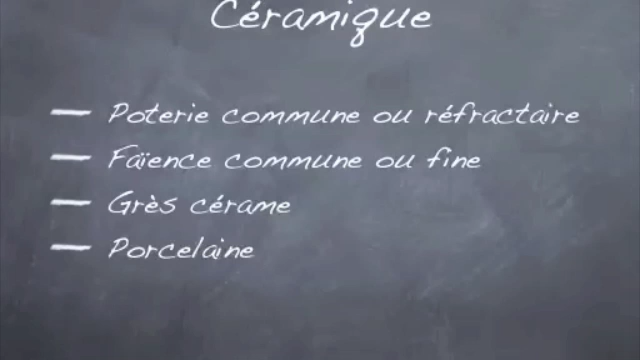 Céramique
— Poterie commune ou réfractaire
— Faïence commune ou fine
— Grès cérame
— Porcelaine